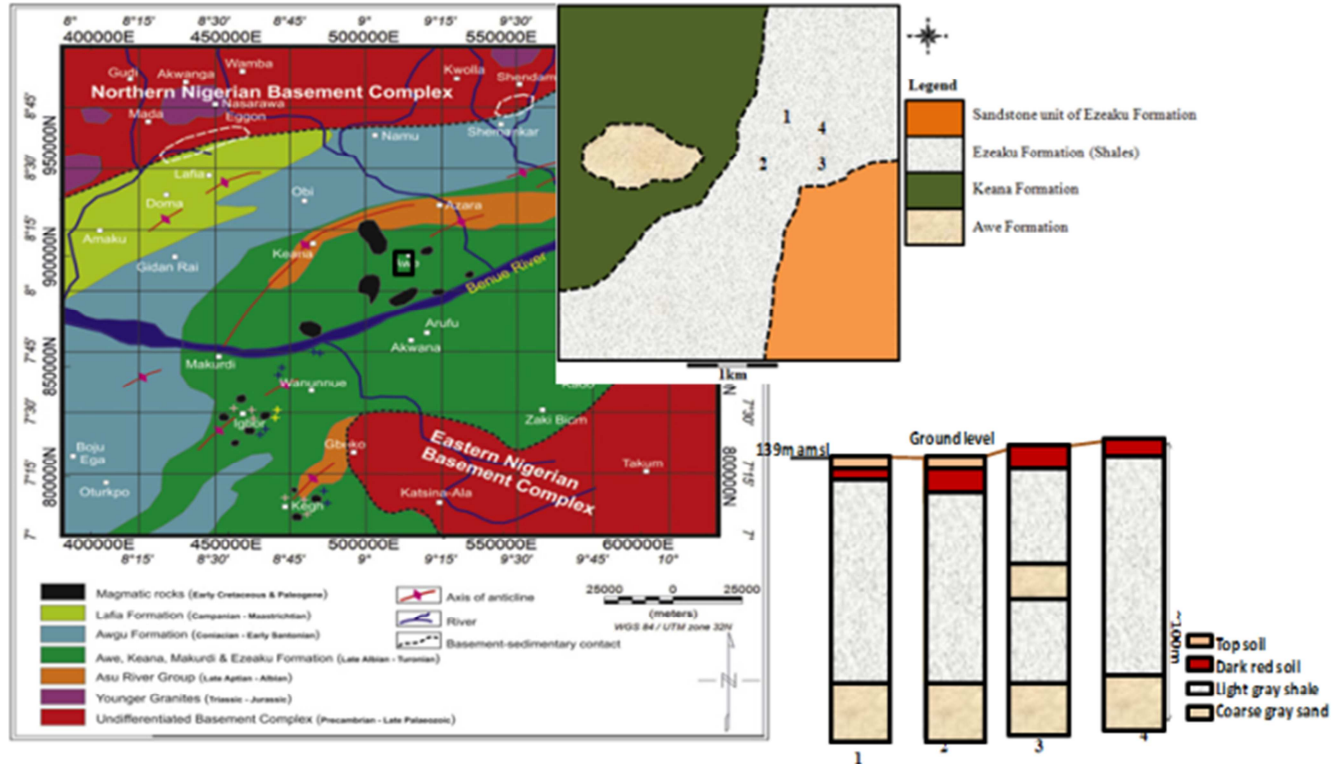 8° 8°15' 8°30' 8°45' 9° 9°15' 9°30'
400000E 450000E 500000E 550000E
Gudi Akwanga Wamba Kwolla Shendam
Northern Nigerian Basement Complex
Mada Nasarawa
Eggon
Namu Shemankar
8°45'
950000N
8°30'
Lafia
Doma
Obi
Azara
8°15'
Amaku
Keana
900000N
Gidan Rai
8°
Benue River
Arufu
Akwana
7°45'
Makurdi
850000N
Wanunnue
7°30'
Zaki Biam
Igbor
Boju
Ega
Gboko
Eastern Nigerian
Basement Complex
Takum
7°15'
800000N
Oturkpo
Katsina-Ala
Kegh
7°
N
7°30'
800000N
7°15'
7°
400000E 450000E 500000E 550000E 600000E
8°15' 8°30' 8°45' 9° 9°15' 9°30' 9°45' 10°
Magmatic rocks (Early Cretaceous & Paleogene)
Lafia Formation (Campanian - Maastrichtian)
Awgu Formation (Coniacian - Early Santonian)
Awe, Keana, Makurdi & Ezeaku Formation (Late Albian - Turonian)
Asu River Group (Late Aptian - Albian)
Younger Granites (Triassic - Jurassic)
Undifferentiated Basement Complex (Precambrian - Late Palaeozoic)
Axis of anticline
River
Basement-sedimentary contact
25000 0 25000
(meters)
WGS 84 / UTM zone 32N
1
4
2
3
1km
Legend
Sandstone unit of Ezeaku Formation
Ezeaku Formation (Shales)
Keana Formation
Awe Formation
139m amsl
Ground level
~100m
1 2 3 4
Top soil
Dark red soil
Light gray shale
Coarse gray sand